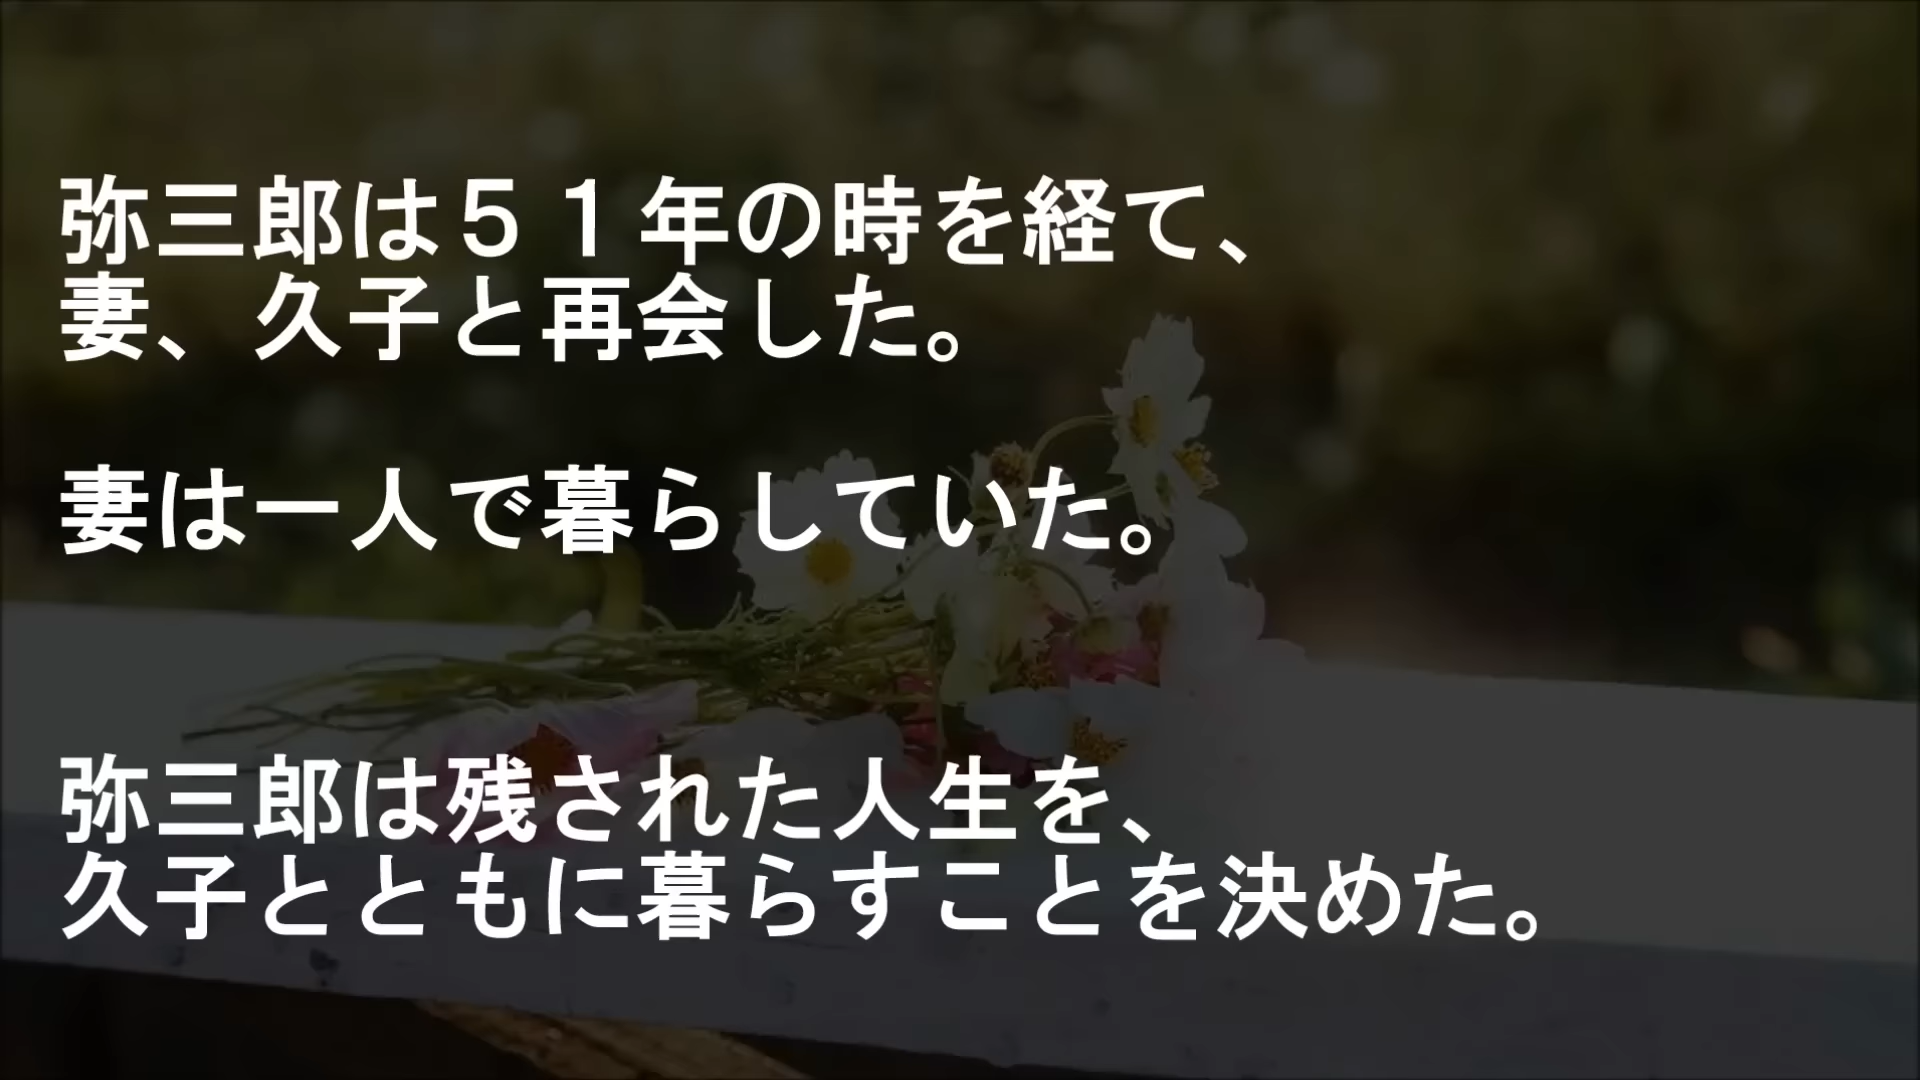 弥三郎は５１年の時を経て、
妻、久子と再会した。
妻は一人で暮らしていた。
弥三郎は残された人生を、
久子とともに暮らすことを決めた。